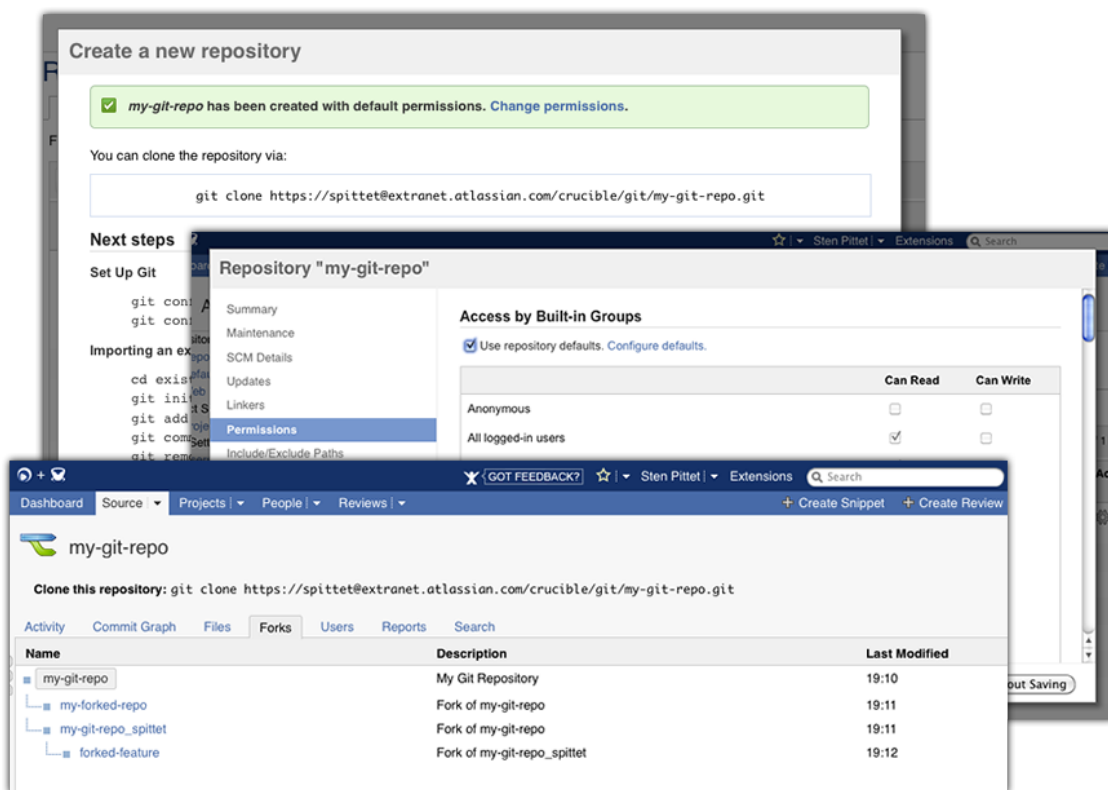 Create a new repository
my-git-repo has been created with default permissions. Change permissions.
You can clone the repository via:
git clone https://spittet@extranet.atlassian.com/crucible/git/my-git-repo.git
Next steps
Set Up Git
git con
git con
Importing an ex
cd exis
git ini
git add
git com
git rem
Sten Pittet Extensions Search
Repository "my-git-repo"
Summary
Maintenance
SCM Details
Updates
Linkers
Permissions
Include/Exclude Paths
Access by Built-in Groups
Use repository defaults. Configure defaults.
Can Read Can Write
Anonymous
All logged-in users
out Saving
+ GOT FEEDBACK? Sten Pittet Extensions Search
Dashboard Source Projects People Reviews + Create Snippet + Create Review
my-git-repo
Clone this repository: git clone https://spittet@extranet.atlassian.com/crucible/git/my-git-repo.git
Activity Commit Graph Files Forks Users Reports Search
Name Description Last Modified
my-git-repo My Git Repository 19:10
my-forked-repo Fork of my-git-repo 19:11
my-git-repo_spittet Fork of my-git-repo 19:11
forked-feature Fork of my-git-repo_spittet 19:12